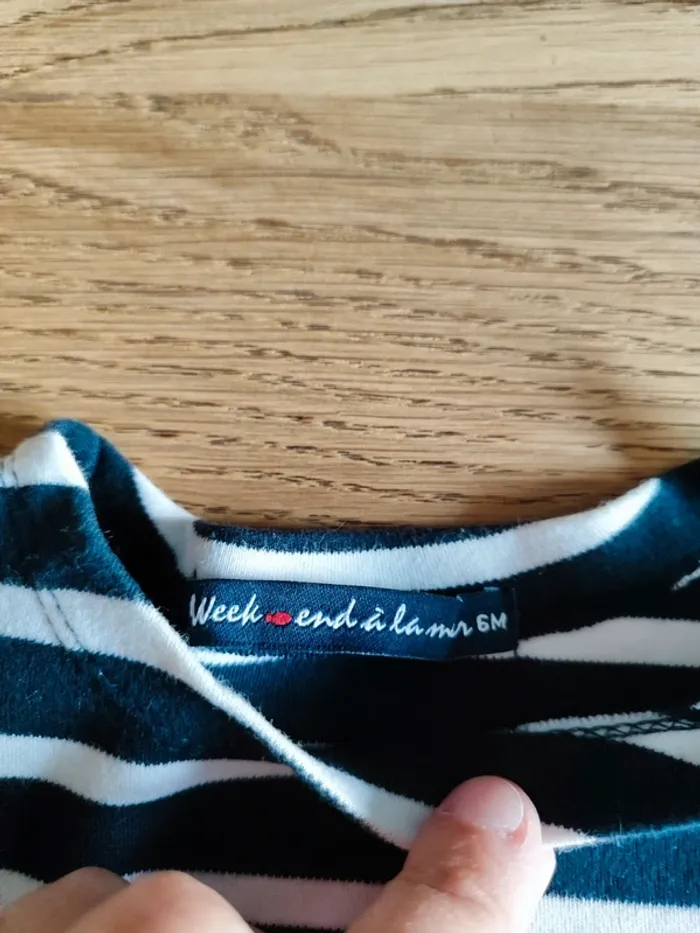 Week end à la mer 6M